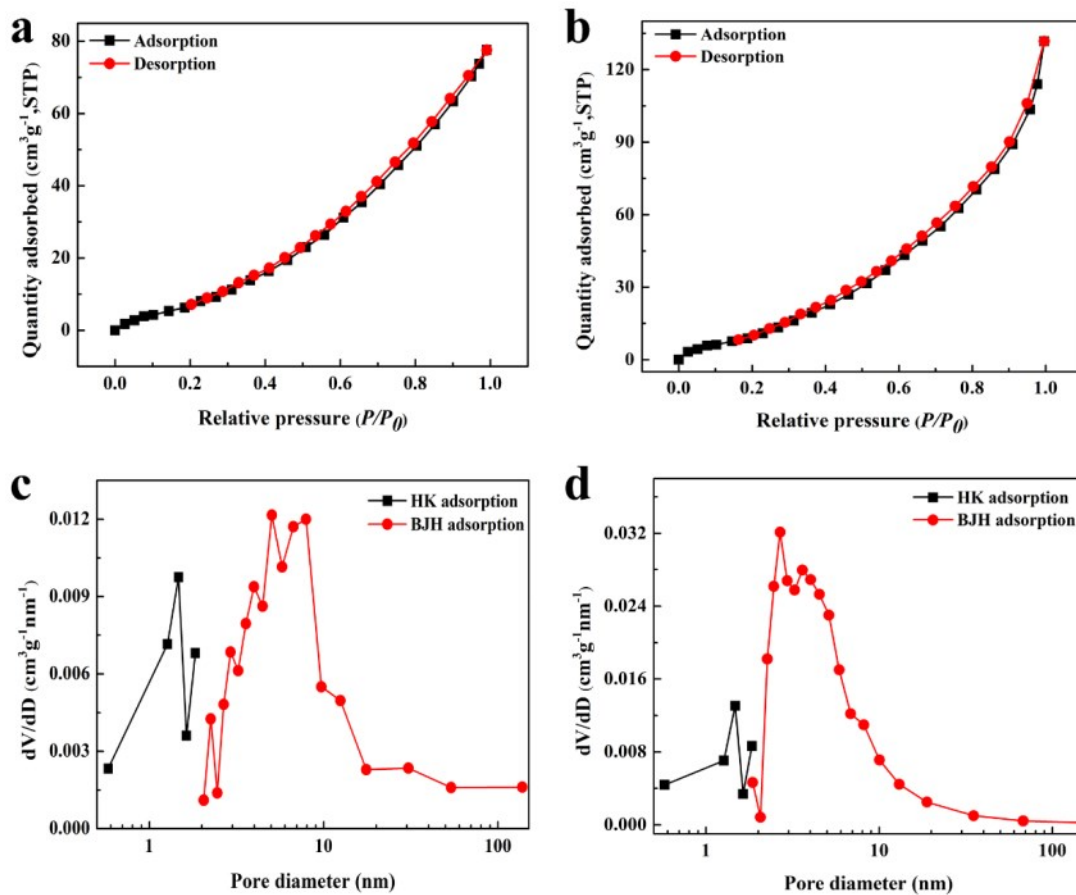 a
Adsorption
Desorption
Quantity adsorbed (cm³g⁻¹,STP)
80
60
40
20
0
0.0 0.2 0.4 0.6 0.8 1.0
Relative pressure (P/P₀)
b
Adsorption
Desorption
Quantity adsorbed (cm³g⁻¹,STP)
120
90
60
30
0
0.0 0.2 0.4 0.6 0.8 1.0
Relative pressure (P/P₀)
c
HK adsorption
BJH adsorption
dV/dD (cm³g⁻¹nm⁻¹)
0.012
0.009
0.006
0.003
0.000
1 10 100
Pore diameter (nm)
d
HK adsorption
BJH adsorption
dV/dD (cm³g⁻¹nm⁻¹)
0.032
0.024
0.016
0.008
0.000
1 10 100
Pore diameter (nm)